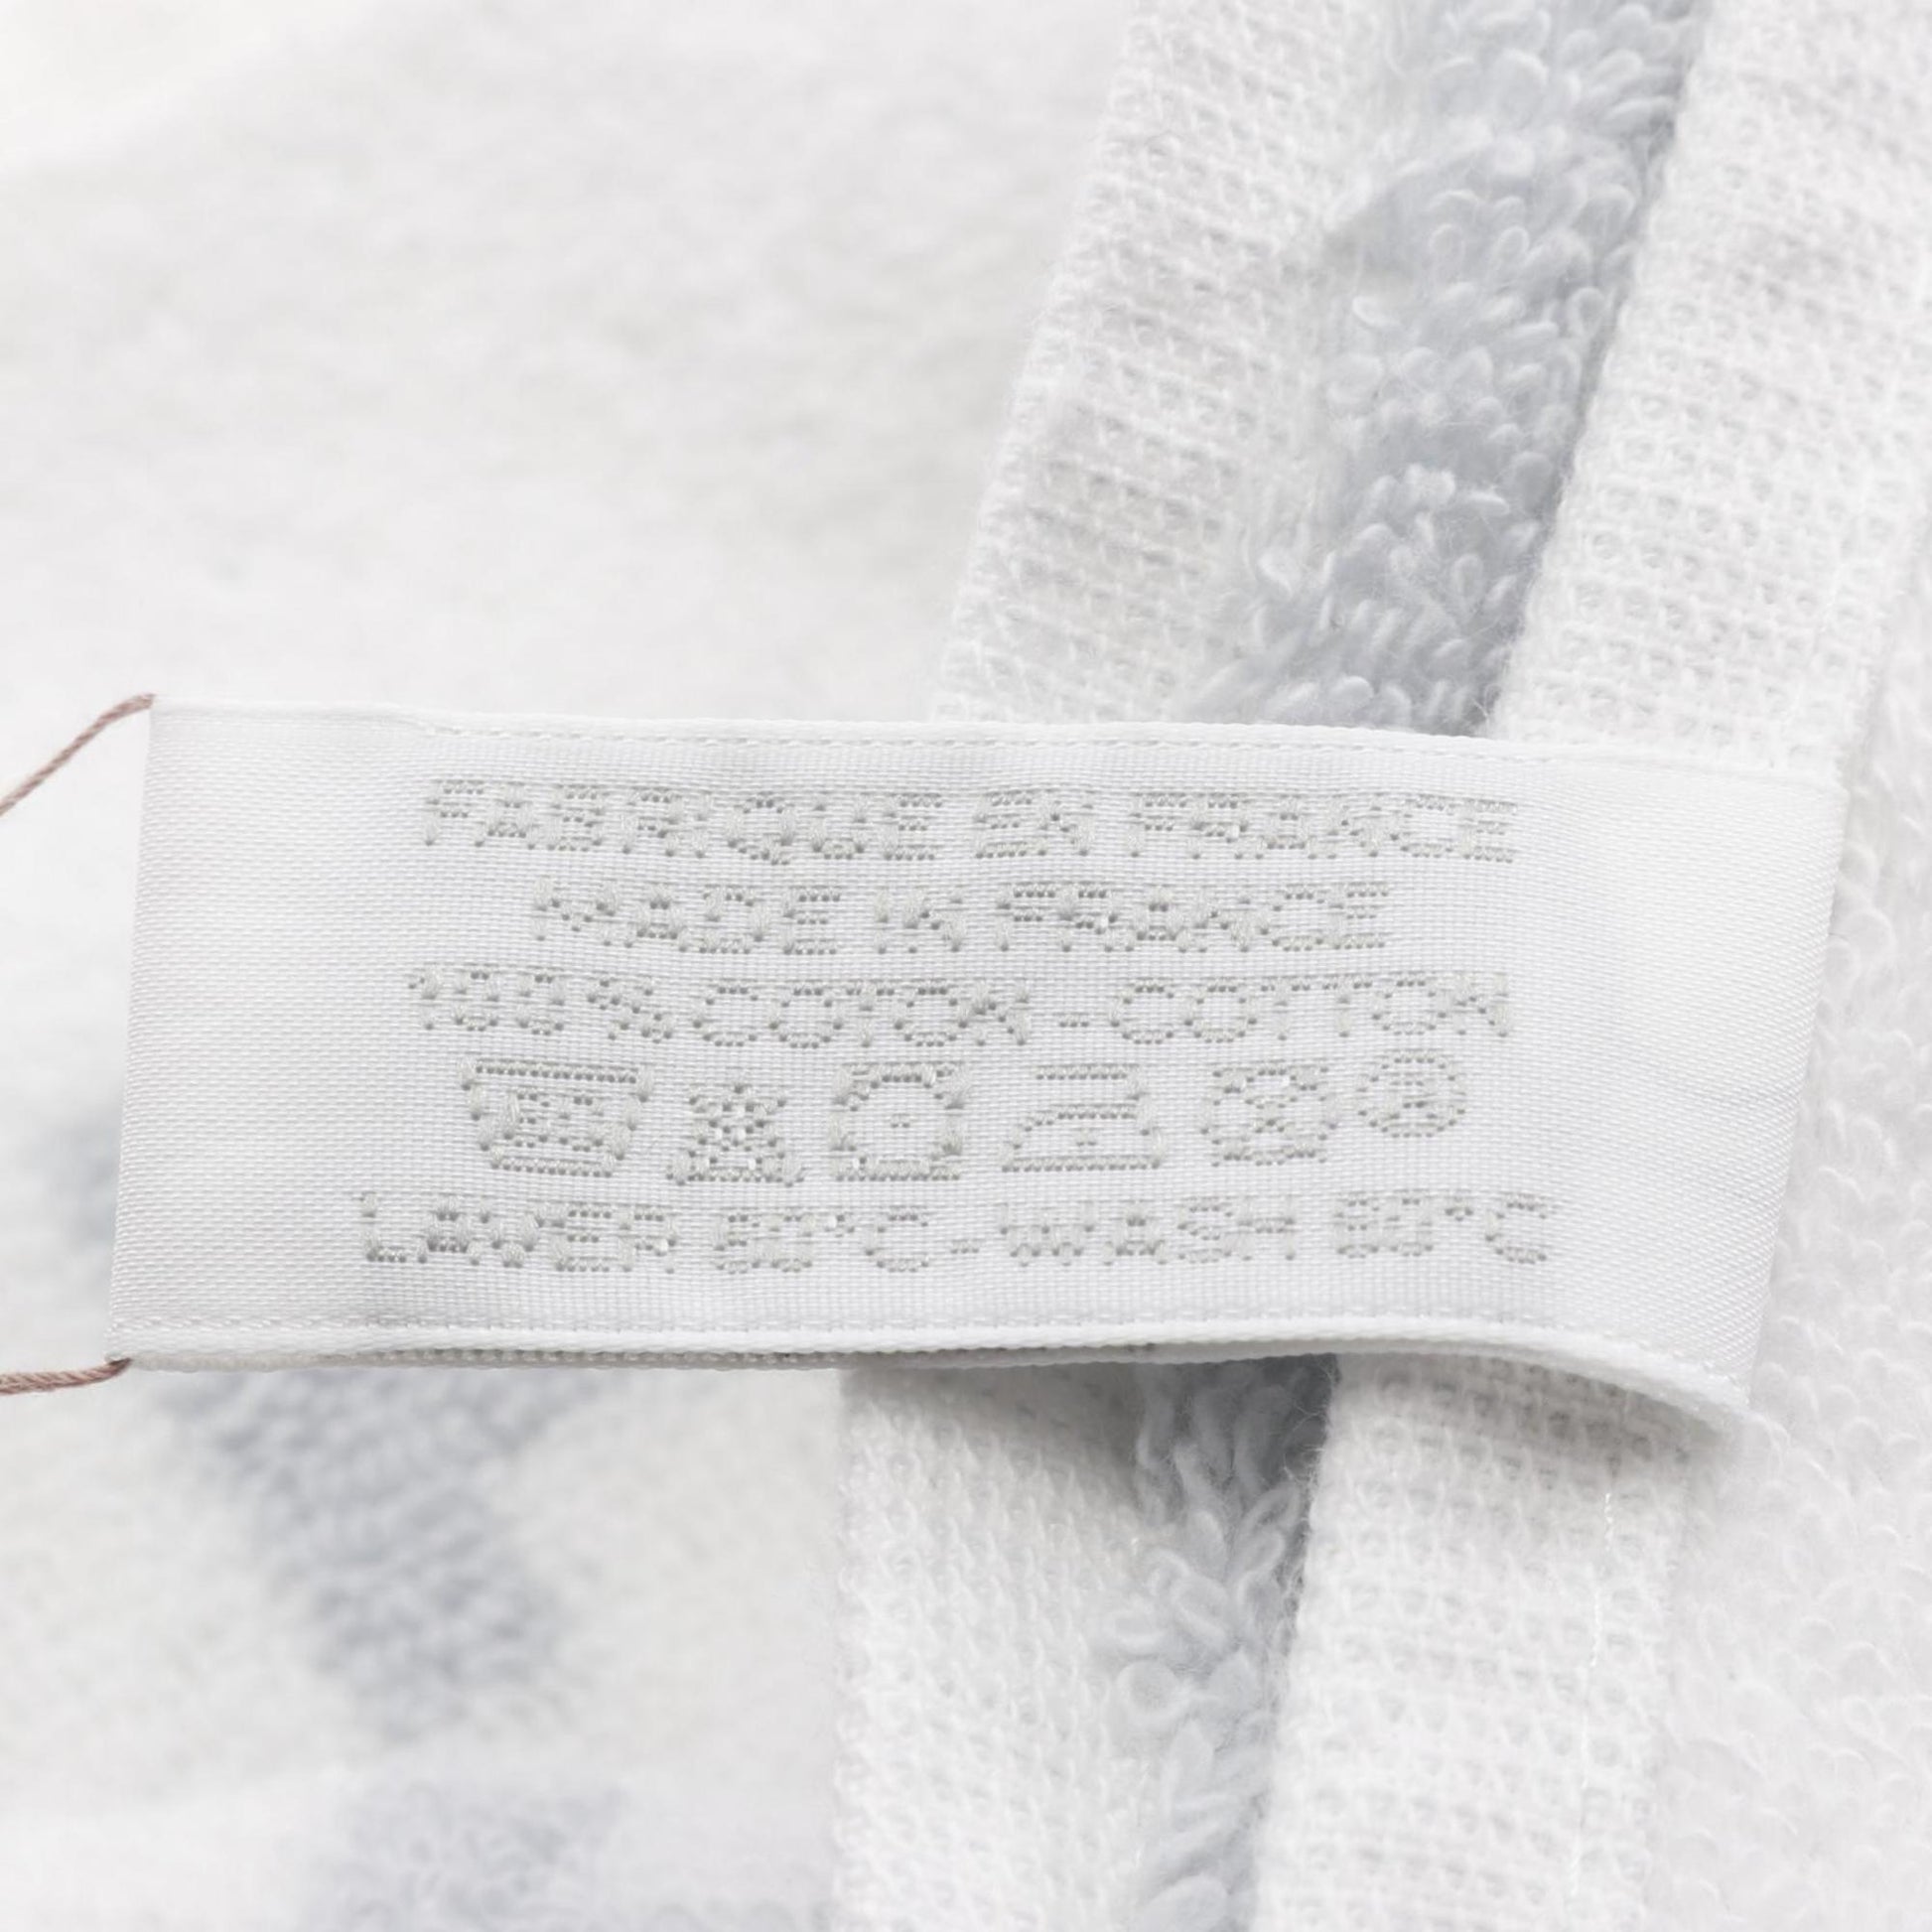 FABRIQUE EN FRANCE
MADE IN FRANCE
100% COTON - COTTON
LAVER 60°C - WASH 60°C